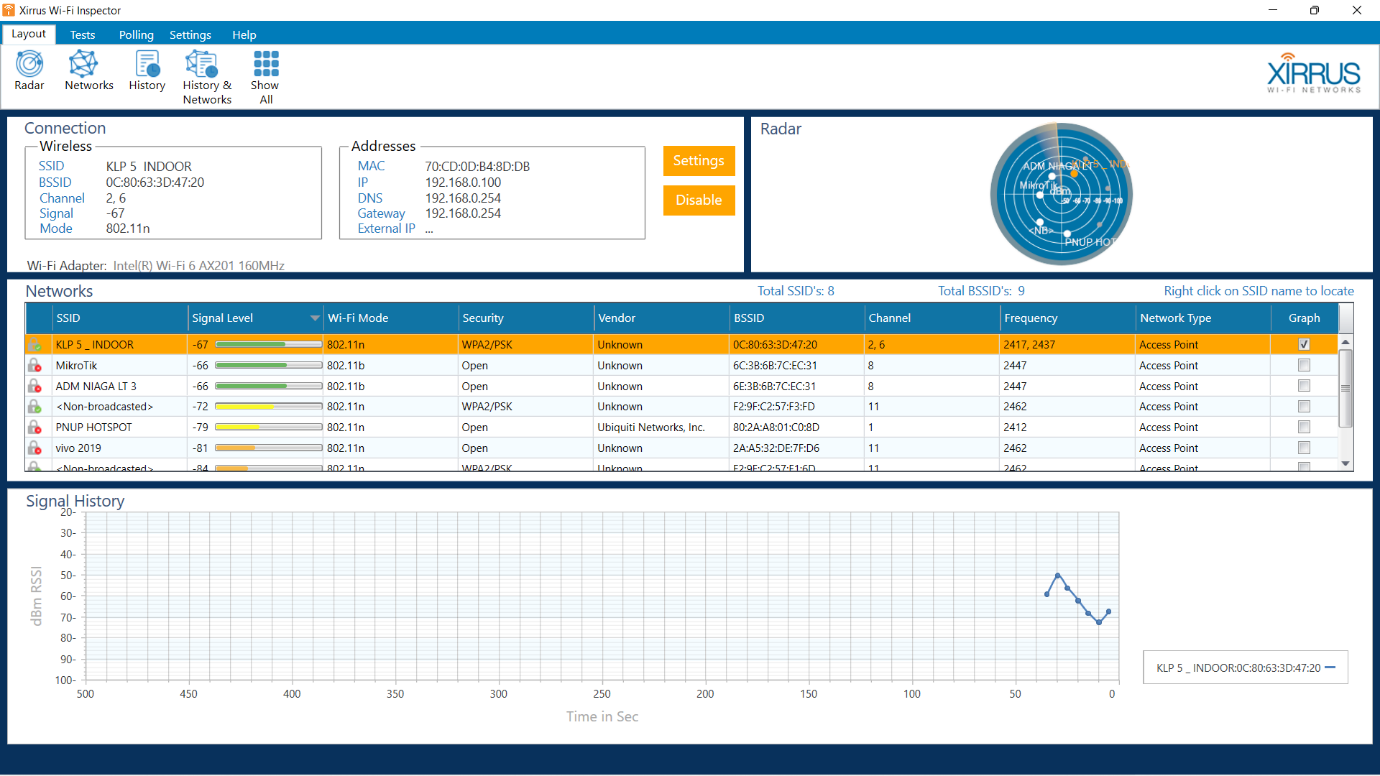 Xirrus Wi-Fi Inspector
Layout Tests Polling Settings Help
Radar Networks History History & Networks Show All
XIRRUS
WI-FI NETWORKS
Connection
Wireless
SSID KLP 5 INDOOR
BSSID 0C:80:63:3D:47:20
Channel 2, 6
Signal -67
Mode 802.11n
Addresses
MAC 70:CD:0D:B4:8D:DB
IP 192.168.0.100
DNS 192.168.0.254
Gateway 192.168.0.254
External IP ...
Settings
Disable
Wi-Fi Adapter: Intel(R) Wi-Fi 6 AX201 160MHz
Radar
ADM NIAGA LT
MikroTik
dBm
-50 -60 -70 -80 -90 -100
<NB>
PNUP HOT
Networks Total SSID's: 8 Total BSSID's: 9 Right click on SSID name to locate
SSID Signal Level Wi-Fi Mode Security Vendor BSSID Channel Frequency Network Type Graph
KLP 5 _ INDOOR -67 802.11n WPA2/PSK Unknown 0C:80:63:3D:47:20 2, 6 2417, 2437 Access Point
MikroTik -66 802.11b Open Unknown 6C:3B:6B:7C:EC:31 8 2447 Access Point
ADM NIAGA LT 3 -66 802.11b Open Unknown 6E:3B:6B:7C:EC:31 8 2447 Access Point
<Non-broadcasted> -72 802.11n WPA2/PSK Unknown F2:9F:C2:57:F3:FD 11 2462 Access Point
PNUP HOTSPOT -79 802.11n Open Ubiquiti Networks, Inc. 80:2A:A8:01:C0:8D 1 2412 Access Point
vivo 2019 -81 802.11n Open Unknown 2A:A5:32:DE:7F:D6 11 2462 Access Point
<Non-broadcasted> -84 802.11n WPA2/PSK Unknown F2:9F:C2:57:F1:6D 11 2462 Access Point
Signal History
20-
30-
40-
50-
60-
70-
80-
90-
100-
dBm RSSI
500 450 400 350 300 250 200 150 100 50 0
Time in Sec
KLP 5 _ INDOOR:0C:80:63:3D:47:20